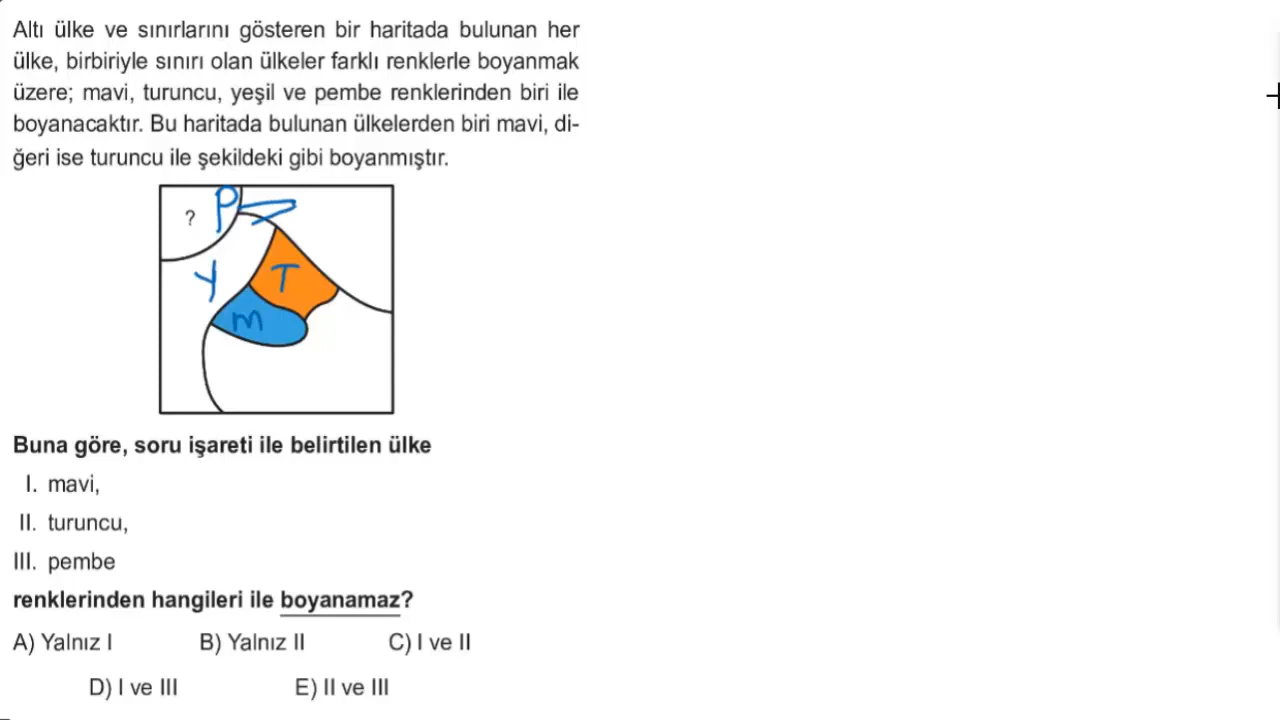 Altı ülke ve sınırlarını gösteren bir haritada bulunan her
ülke, birbiriyle sınırı olan ülkeler farklı renklerle boyanmak
üzere; mavi, turuncu, yeşil ve pembe renklerinden biri ile
boyanacaktır. Bu haritada bulunan ülkelerden biri mavi, di-
ğeri ise turuncu ile şekildeki gibi boyanmıştır.
? P
Y T
M
Buna göre, soru işareti ile belirtilen ülke
I. mavi,
II. turuncu,
III. pembe
renklerinden hangileri ile boyanamaz?
A) Yalnız I B) Yalnız II C) I ve II
D) I ve III E) II ve III